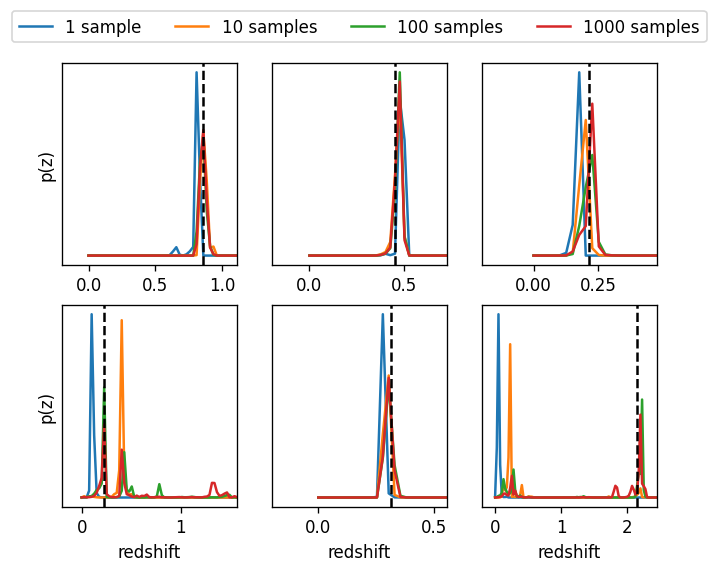 1 sample 10 samples 100 samples 1000 samples
p(z)
0.0 0.5 1.0
0.0 0.5
0.00 0.25
p(z)
0 1
0.0 0.5
0 1 2
redshift redshift redshift